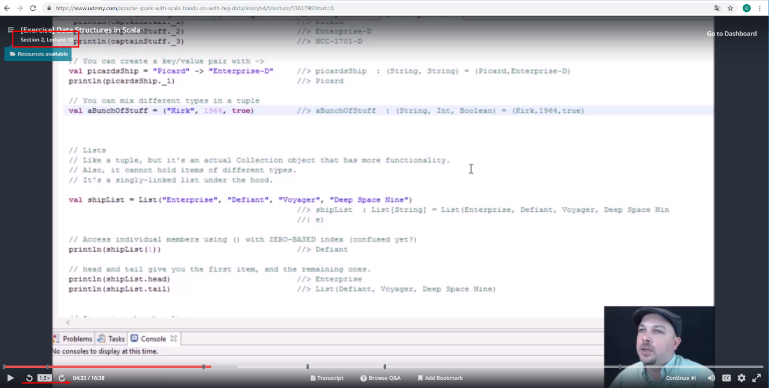 https://www.udemy.com/apache-spark-with-scala-hands-on-with-big-data/learn/v4/t/lecture/5363796?start=0
[Exercise] Data Structures in Scala
Section 2, Lecture
Go to Dashboard
Resources available
println(captainStuff._2) //> Enterprise-D
println(captainStuff._3) //> NCC-1701-D
// You can create a key/value pair with ->
val picardsShip = "Picard" -> "Enterprise-D" //> picardsShip : (String, String) = (Picard,Enterprise-D)
println(picardsShip._1) //> Picard
// You can mix different types in a tuple
val aBunchOfStuff = ("Kirk", 1964, true) //> aBunchOfStuff : (String, Int, Boolean) = (Kirk,1964,true)
// Lists
// Like a tuple, but it's an actual Collection object that has more functionality.
// Also, it cannot hold items of different types.
// It's a singly-linked list under the hood.
val shipList = List("Enterprise", "Defiant", "Voyager", "Deep Space Nine")
//> shipList : List[String] = List(Enterprise, Defiant, Voyager, Deep Space Nin
//| e)
// Access individual members using () with ZERO-BASED index (confused yet?)
println(shipList(1)) //> Defiant
// head and tail give you the first item, and the remaining ones.
println(shipList.head) //> Enterprise
println(shipList.tail) //> List(Defiant, Voyager, Deep Space Nine)
Problems Tasks Console
No consoles to display at this time.
04:33 / 16:38 Transcript Browse Q&A Add Bookmark Continue